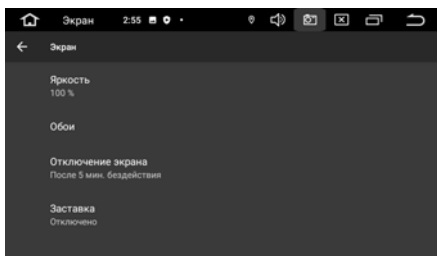 Экран 2:55
Экран
Яркость
100 %
Обои
Отключение экрана
После 5 мин. бездействия
Заставка
Отключено